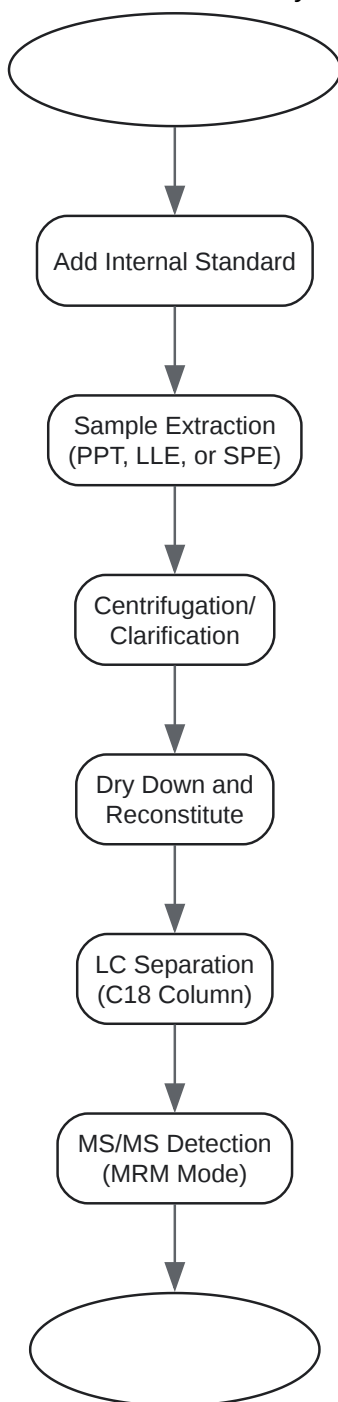 Add Internal Standard
Sample Extraction
(PPT, LLE, or SPE)
Centrifugation/
Clarification
Dry Down and
Reconstitute
LC Separation
(C18 Column)
MS/MS Detection
(MRM Mode)